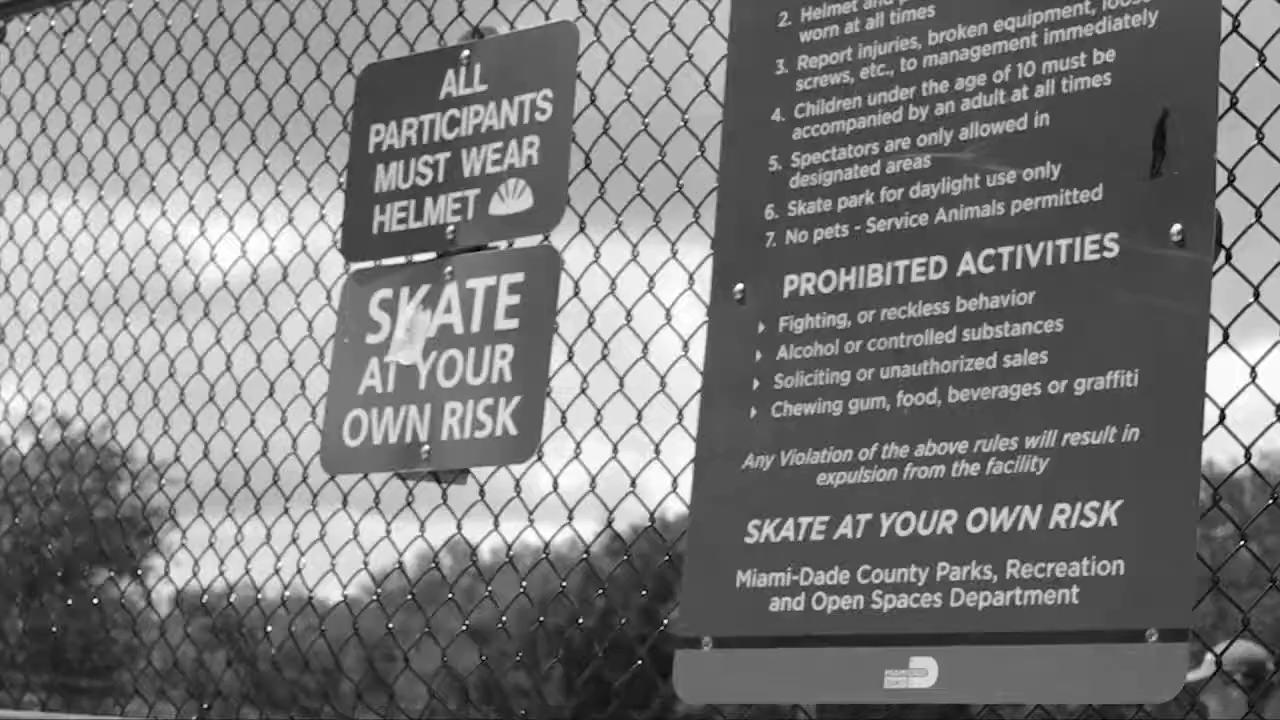 ALL
PARTICIPANTS
MUST WEAR
HELMET
SKATE
AT YOUR
OWN RISK
2. Helmet and
worn at all times
3. Report injuries, broken equipment, loose
screws, etc., to management immediately
4. Children under the age of 10 must be
accompanied by an adult at all times
5. Spectators are only allowed in
designated areas
6. Skate park for daylight use only
7. No pets - Service Animals permitted
PROHIBITED ACTIVITIES
Fighting, or reckless behavior
Alcohol or controlled substances
Soliciting or unauthorized sales
Chewing gum, food, beverages or graffiti
Any Violation of the above rules will result in
expulsion from the facility
SKATE AT YOUR OWN RISK
Miami-Dade County Parks, Recreation
and Open Spaces Department